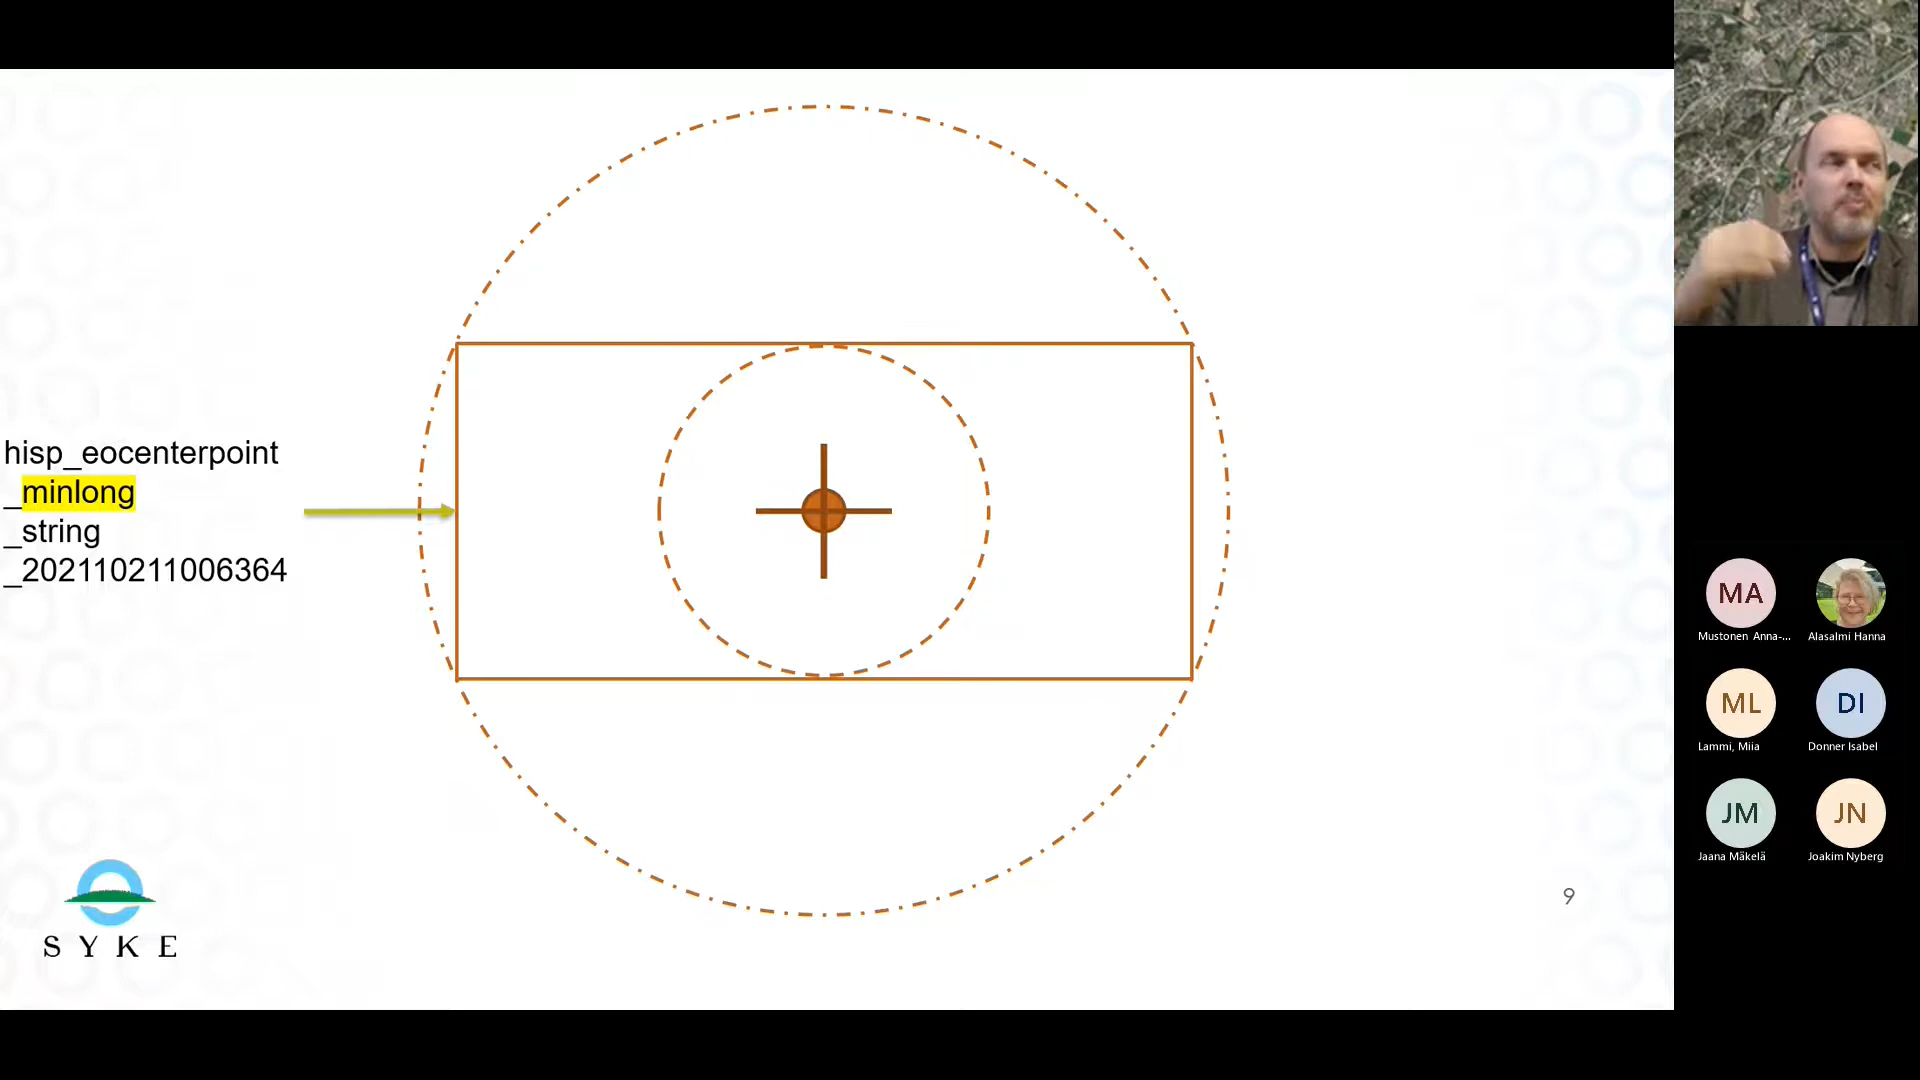 hisp_eocenterpoint
_minlong
_string
_202110211006364
SYKE
9
MA
Mustonen Anna-...
Alasalmi Hanna
ML
Lammi, Miia
DI
Donner Isabel
JM
Jaana Mäkelä
JN
Joakim Nyberg